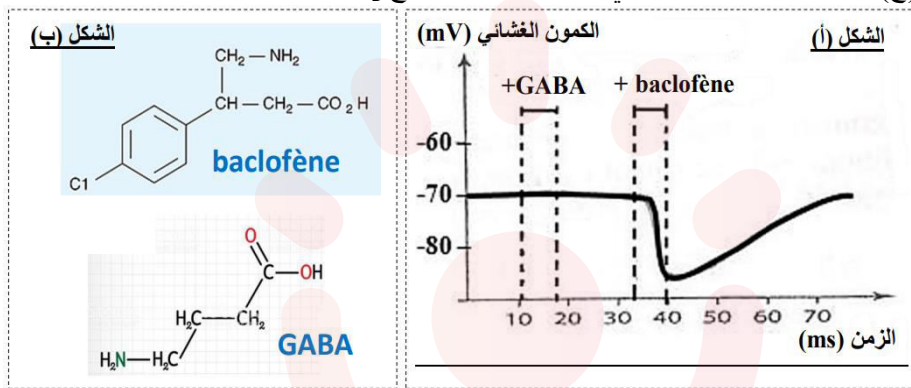 الشكل (أ)
الكمون الغشائي (mV)
+GABA
+ baclofène
-60
-70
-80
10 20 30 40 50 60 70
الزمن (ms)
الشكل (ب)
CH₂—NH₂
CH—CH₂—CO₂H
C1
baclofène
O
C—OH
H₂C—CH₂
H₂N—H₂C
GABA